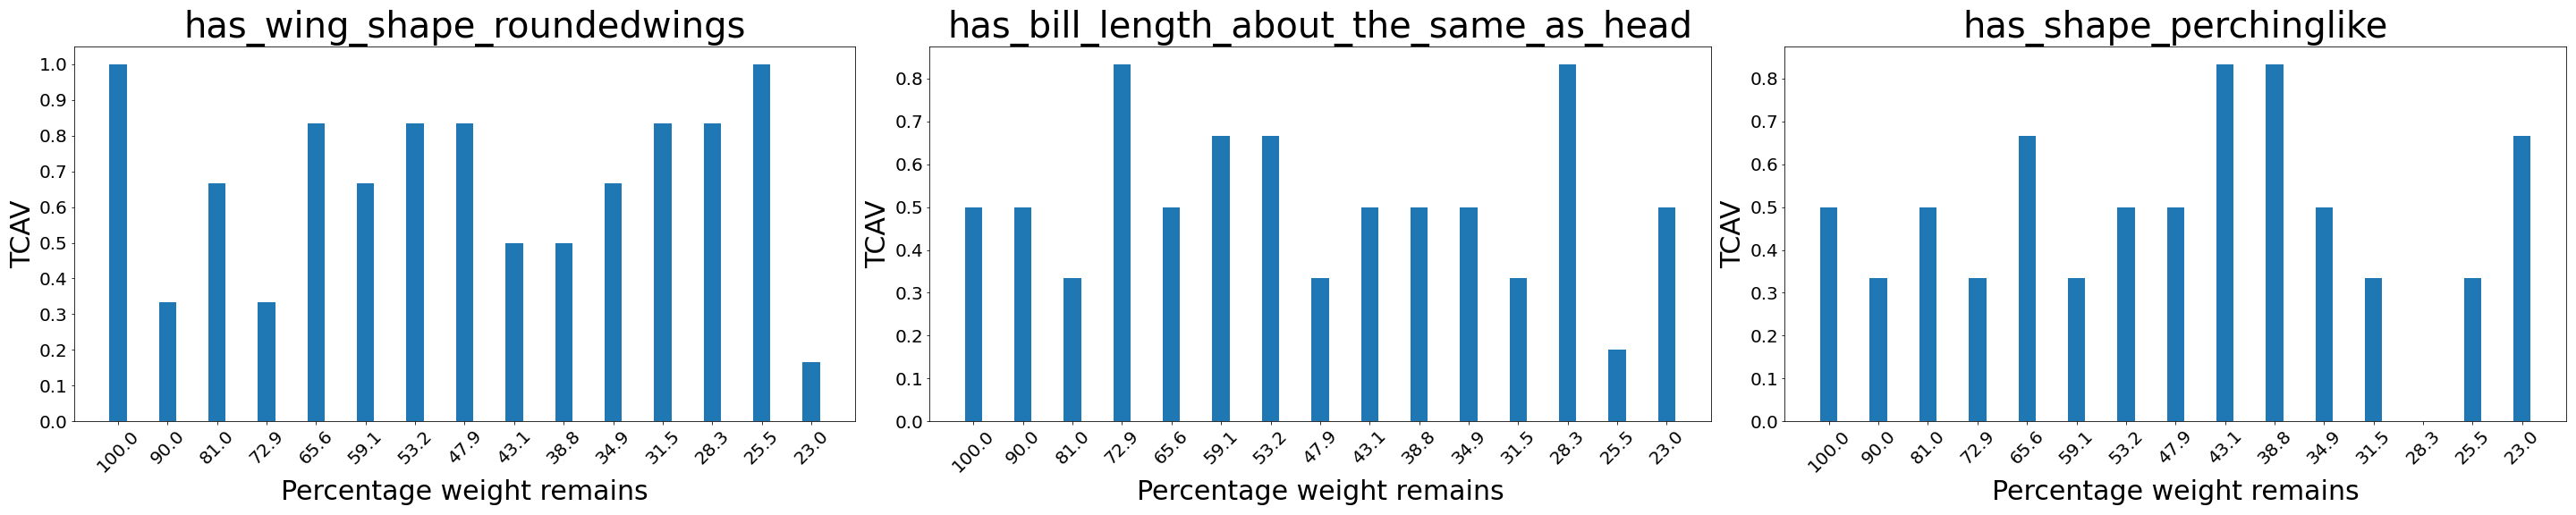 has_wing_shape_roundedwings
TCAV
1.0
0.9
0.8
0.7
0.6
0.5
0.4
0.3
0.2
0.1
0.0
100.0 90.0 81.0 72.9 65.6 59.1 53.2 47.9 43.1 38.8 34.9 31.5 28.3 25.5 23.0
Percentage weight remains
has_bill_length_about_the_same_as_head
TCAV
0.8
0.7
0.6
0.5
0.4
0.3
0.2
0.1
0.0
100.0 90.0 81.0 72.9 65.6 59.1 53.2 47.9 43.1 38.8 34.9 31.5 28.3 25.5 23.0
Percentage weight remains
has_shape_perchinglike
TCAV
0.8
0.7
0.6
0.5
0.4
0.3
0.2
0.1
0.0
100.0 90.0 81.0 72.9 65.6 59.1 53.2 47.9 43.1 38.8 34.9 31.5 28.3 25.5 23.0
Percentage weight remains